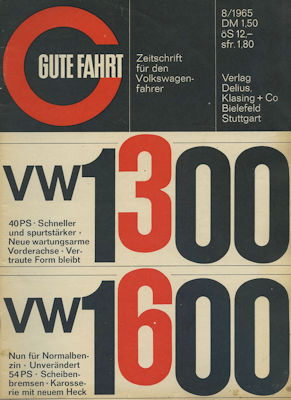 GUTE FAHRT
Zeitschrift
für den
Volkswagen-
fahrer
8/1965
DM 1,50
öS 12,–
sfr. 1,80
Verlag
Delius,
Klasing + Co
Bielefeld
Stuttgart
VW1300
40 PS · Schneller
und spurtstärker ·
Neue wartungsarme
Vorderachse · Ver-
traute Form bleibt
VW1600
Nun für Normalben-
zin · Unverändert
54 PS · Scheiben-
bremsen · Karosse-
rie mit neuem Heck